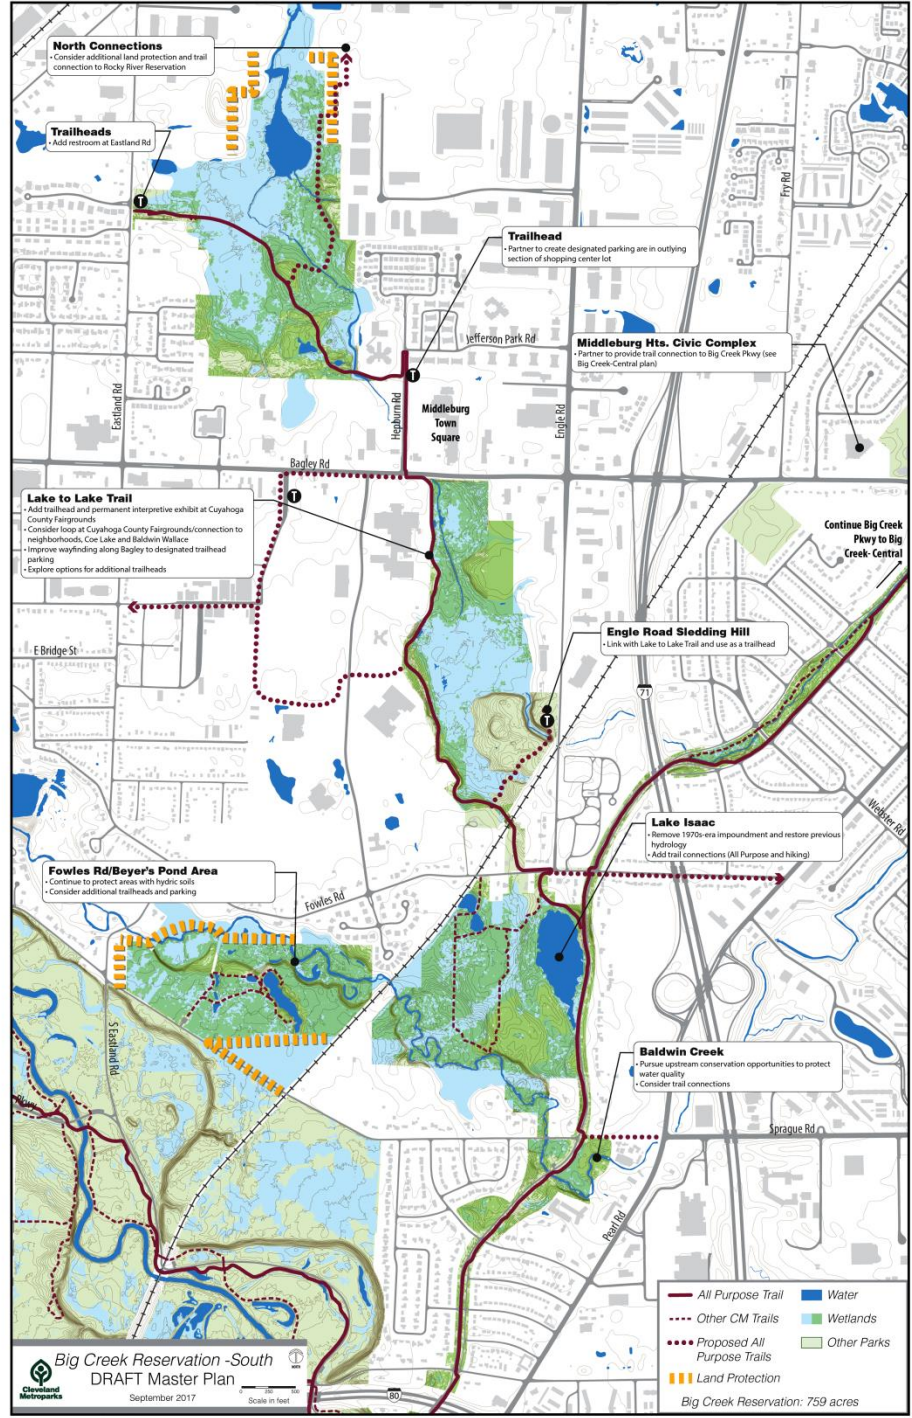 North Connections
• Consider additional land protection and trail
connection to Rocky River Reservation
Trailheads
• Add restroom at Eastland Rd
T
Fry Rd
Trailhead
• Partner to create designated parking are in outlying
section of shopping center lot
Jefferson Park Rd
Middleburg Hts. Civic Complex
• Partner to provide trail connection to Big Creek Pkwy (see
Big Creek-Central plan)
T
Eastland Rd
Hepburn Rd
Middleburg
Town
Square
Engle Rd
Bagley Rd
T
Lake to Lake Trail
• Add trailhead and permanent interpretive exhibit at Cuyahoga
County Fairgrounds
• Consider loop at Cuyahoga County Fairgrounds/connection to
neighborhoods, Coe Lake and Baldwin Wallace
• Improve wayfinding along Bagley to designated trailhead
parking
• Explore options for additional trailheads
Continue Big Creek
Pkwy to Big
Creek- Central
E Bridge St
Engle Road Sledding Hill
• Link with Lake to Lake Trail and use as a trailhead
71
T
Webster Rd
Lake Isaac
• Remove 1970s-era impoundment and restore previous
hydrology
• Add trail connections (All Purpose and hiking)
Fowles Rd/Beyer's Pond Area
• Continue to protect areas with hydric soils
• Consider additional trailheads and parking
Fowles Rd
S Eastland Rd
Baldwin Creek
• Pursue upstream conservation opportunities to protect
water quality
• Consider trail connections
Pkwy
Sprague Rd
Pearl Rd
All Purpose Trail
Other CM Trails
Proposed All
Purpose Trails
Land Protection
Water
Wetlands
Other Parks
Big Creek Reservation: 759 acres
80
Cleveland
Metroparks
Big Creek Reservation -South
DRAFT Master Plan
September 2017
NORTH
0 250 500
Scale in feet